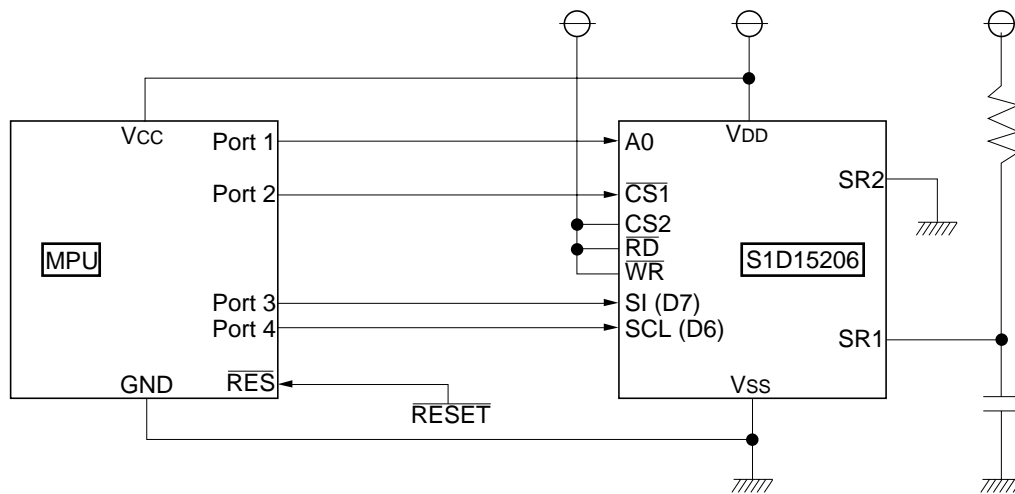 VCC
Port 1
Port 2
MPU
Port 3
Port 4
GND
RES
RESET
VDD
A0
SR2
CS1
CS2
RD
WR
S1D15206
SI (D7)
SCL (D6)
SR1
VSS